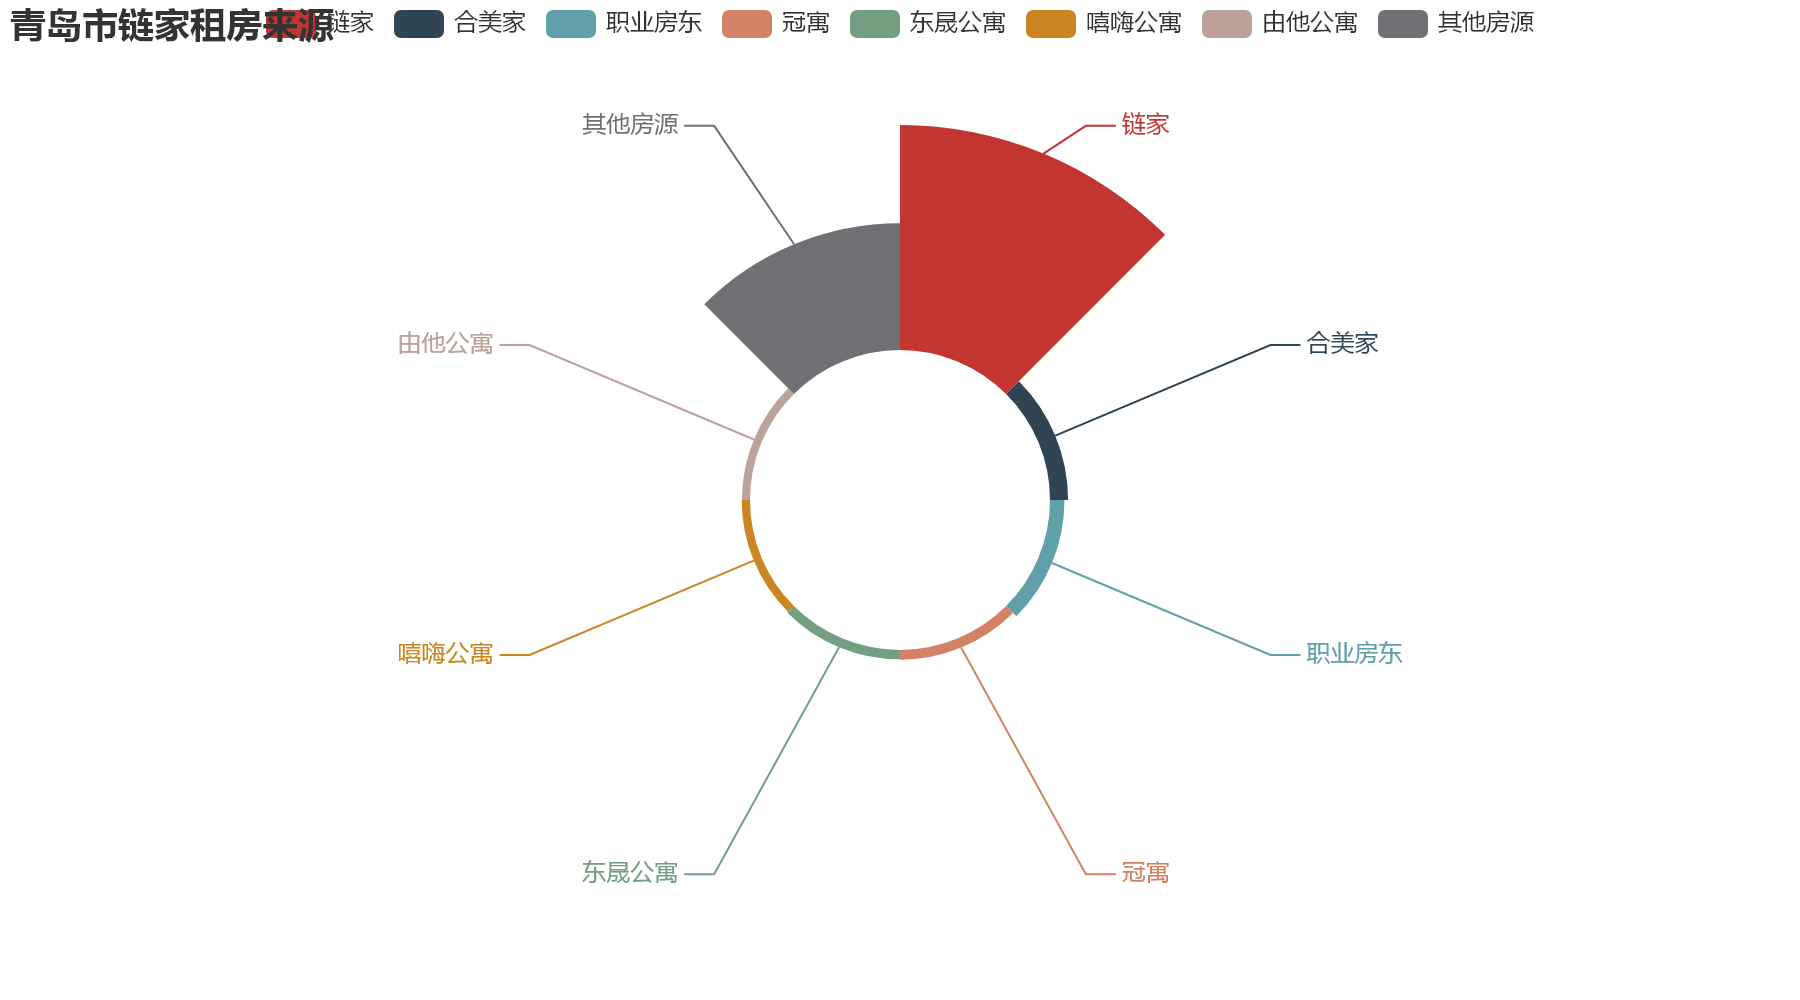 青岛市链家租房来源
链家 合美家 职业房东 冠寓 东晟公寓 嘻嗨公寓 由他公寓 其他房源
其他房源 链家
由他公寓 合美家
嘻嗨公寓 职业房东
东晟公寓 冠寓